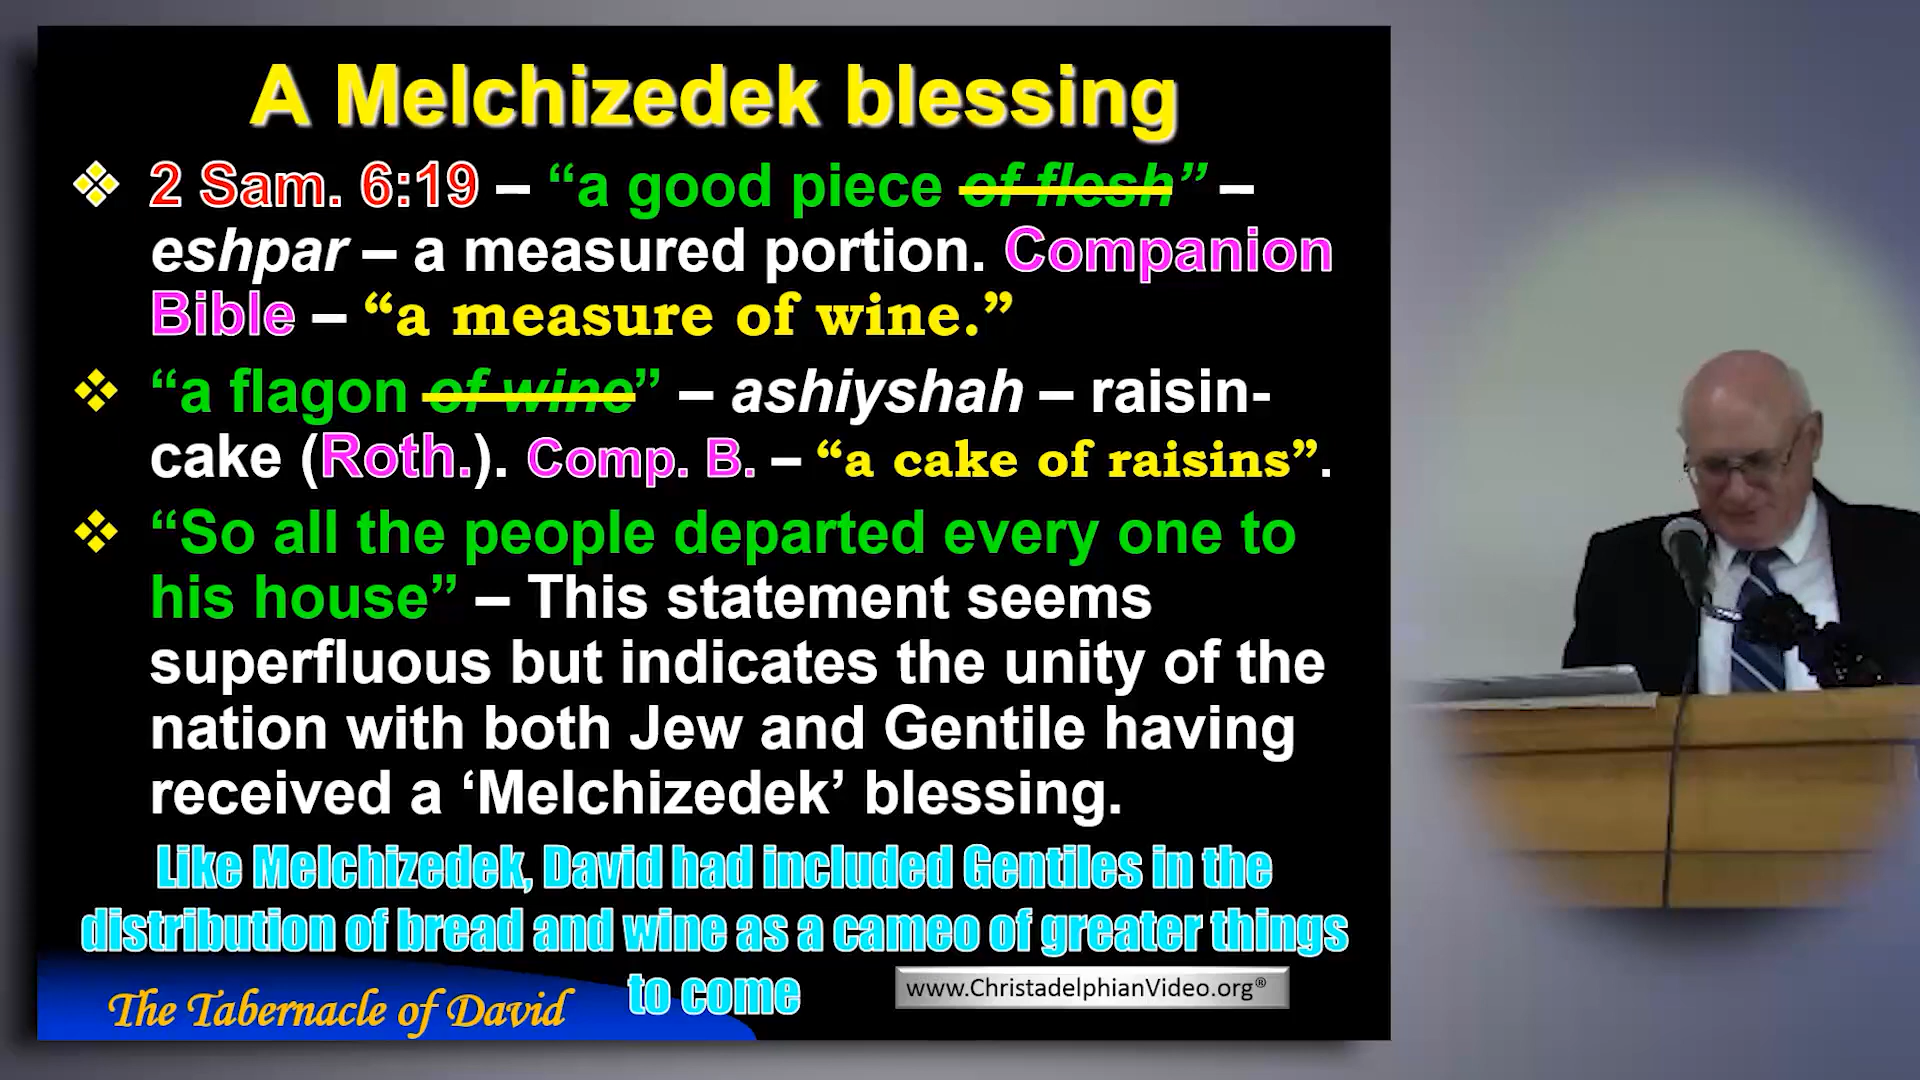 A Melchizedek blessing
❖ 2 Sam. 6:19 – “a good piece of flesh” –
eshpar – a measured portion. Companion
Bible – “a measure of wine.”
❖ “a flagon of wine” – ashiyshah – raisin-
cake (Roth.). Comp. B. – “a cake of raisins”.
❖ “So all the people departed every one to
his house” – This statement seems
superfluous but indicates the unity of the
nation with both Jew and Gentile having
received a ‘Melchizedek’ blessing.
Like Melchizedek, David had included Gentiles in the
distribution of bread and wine as a cameo of greater things
to come
The Tabernacle of David
www.ChristadelphianVideo.org®